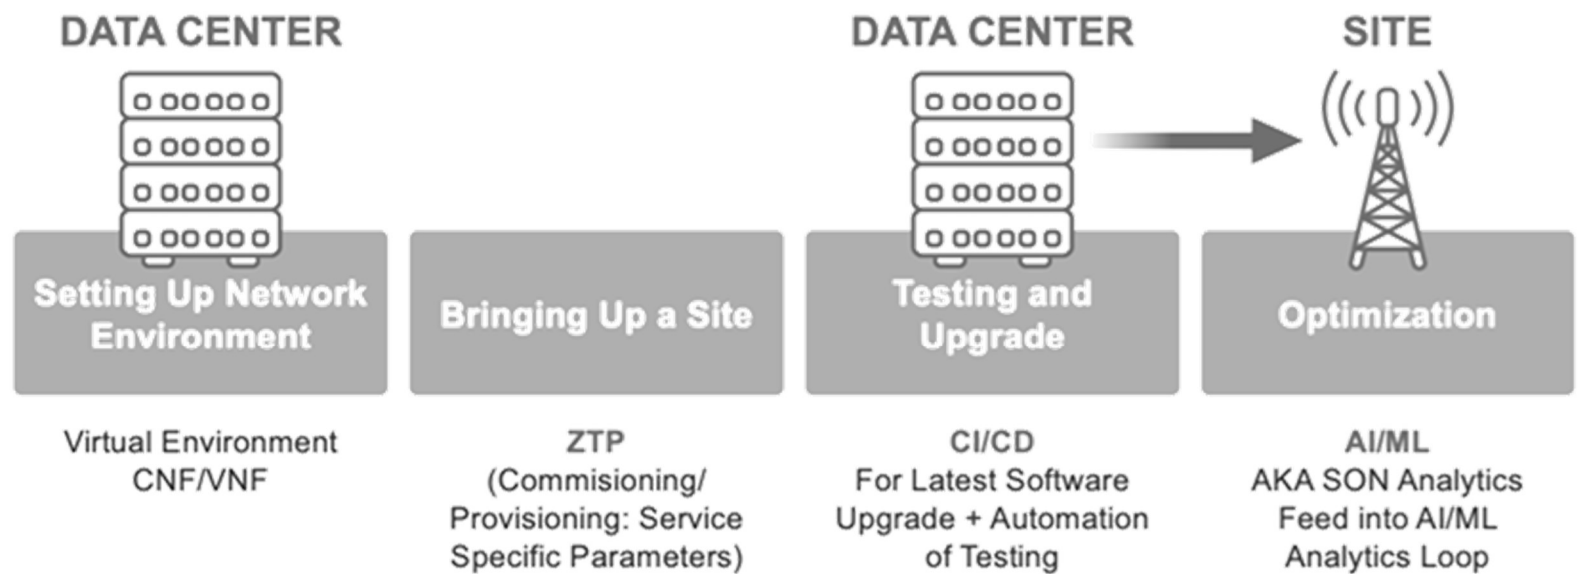 DATA CENTER
DATA CENTER
SITE
Setting Up Network
Environment
Bringing Up a Site
Testing and
Upgrade
Optimization
Virtual Environment
CNF/VNF
ZTP
(Commisioning/
Provisioning: Service
Specific Parameters)
CI/CD
For Latest Software
Upgrade + Automation
of Testing
AI/ML
AKA SON Analytics
Feed into AI/ML
Analytics Loop